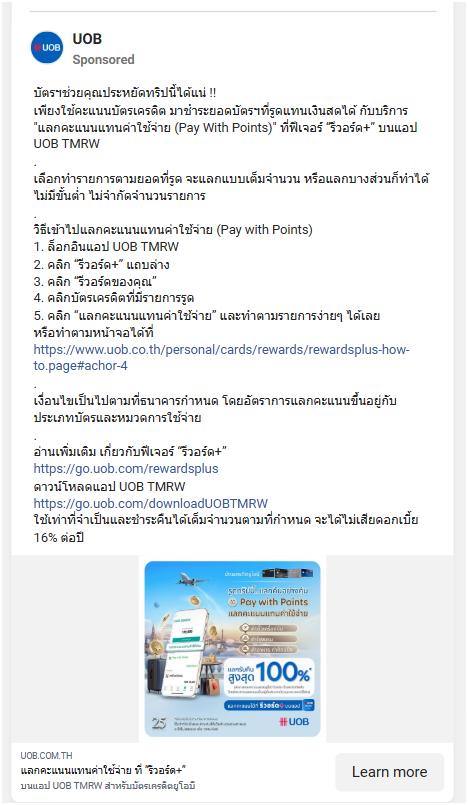 UOB
Sponsored
บัตรฯช่วยคุณประหยัดทริปนี้ได้แน่ !!
เพียงใช้คะแนนบัตรเครดิต มาชำระยอดบัตรฯที่รูดแทนเงินสดได้ กับบริการ
"แลกคะแนนแทนค่าใช้จ่าย (Pay With Points)" ที่ฟีเจอร์ “รีวอร์ด+” บนแอป
UOB TMRW
.
เลือกทำรายการตามยอดที่รูด จะแลกแบบเต็มจำนวน หรือแลกบางส่วนก็ทำได้
ไม่มีขั้นต่ำ ไม่จำกัดจำนวนรายการ
.
วิธีเข้าไปแลกคะแนนแทนค่าใช้จ่าย (Pay with Points)
1. ล็อกอินแอป UOB TMRW
2. คลิก “รีวอร์ด+” แถบล่าง
3. คลิก “รีวอร์ดของคุณ”
4. คลิกบัตรเครดิตที่มีรายการรูด
5. คลิก “แลกคะแนนแทนค่าใช้จ่าย” และทำตามรายการง่ายๆ ได้เลย
หรือทำตามหน้าจอได้ที่
https://www.uob.co.th/personal/cards/rewards/rewardsplus-how-
to.page#achor-4
.
เงื่อนไขเป็นไปตามที่ธนาคารกำหนด โดยอัตราการแลกคะแนนขึ้นอยู่กับ
ประเภทบัตรและหมวดการใช้จ่าย
.
อ่านเพิ่มเติม เกี่ยวกับฟีเจอร์ “รีวอร์ด+”
https://go.uob.com/rewardsplus
ดาวน์โหลดแอป UOB TMRW
https://go.uob.com/downloadUOBTMRW
ใช้เท่าที่จำเป็นและชำระคืนได้เต็มจำนวนตามที่กำหนด จะได้ไม่เสียดอกเบี้ย
16% ต่อปี
รูดทริปนี้...แลกคืนอย่างคุ้ม
Pay with Points
แลกคะแนนแทนค่าใช้จ่าย
แลกรับคืน
สูงสุด 100%*
25
UOB
UOB.COM.TH
แลกคะแนนแทนค่าใช้จ่าย ที่ “รีวอร์ด+”
บนแอป UOB TMRW สำหรับบัตรเครดิตยูโอบี
Learn more